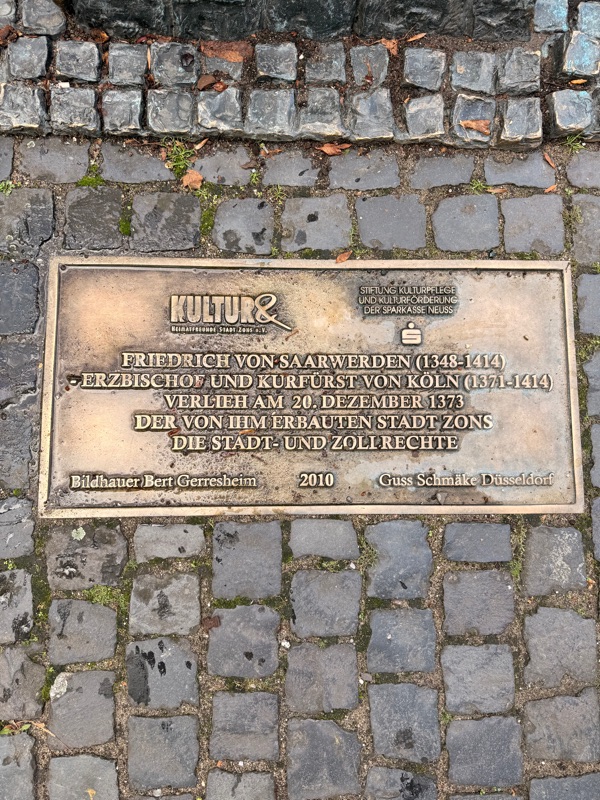 KULTUR&
HEIMATFREUNDE STADT ZONS e.V.
STIFTUNG KULTURPFLEGE
UND KULTURFÖRDERUNG
DER SPARKASSE NEUSS
FRIEDRICH VON SAARWERDEN (1348-1414)
ERZBISCHOF UND KURFÜRST VON KÖLN (1371-1414)
VERLIEH AM 20. DEZEMBER 1373
DER VON IHM ERBAUTEN STADT ZONS
DIE STADT- UND ZOLLRECHTE
Bildhauer Bert Gerresheim 2010 Guss Schmäke Düsseldorf